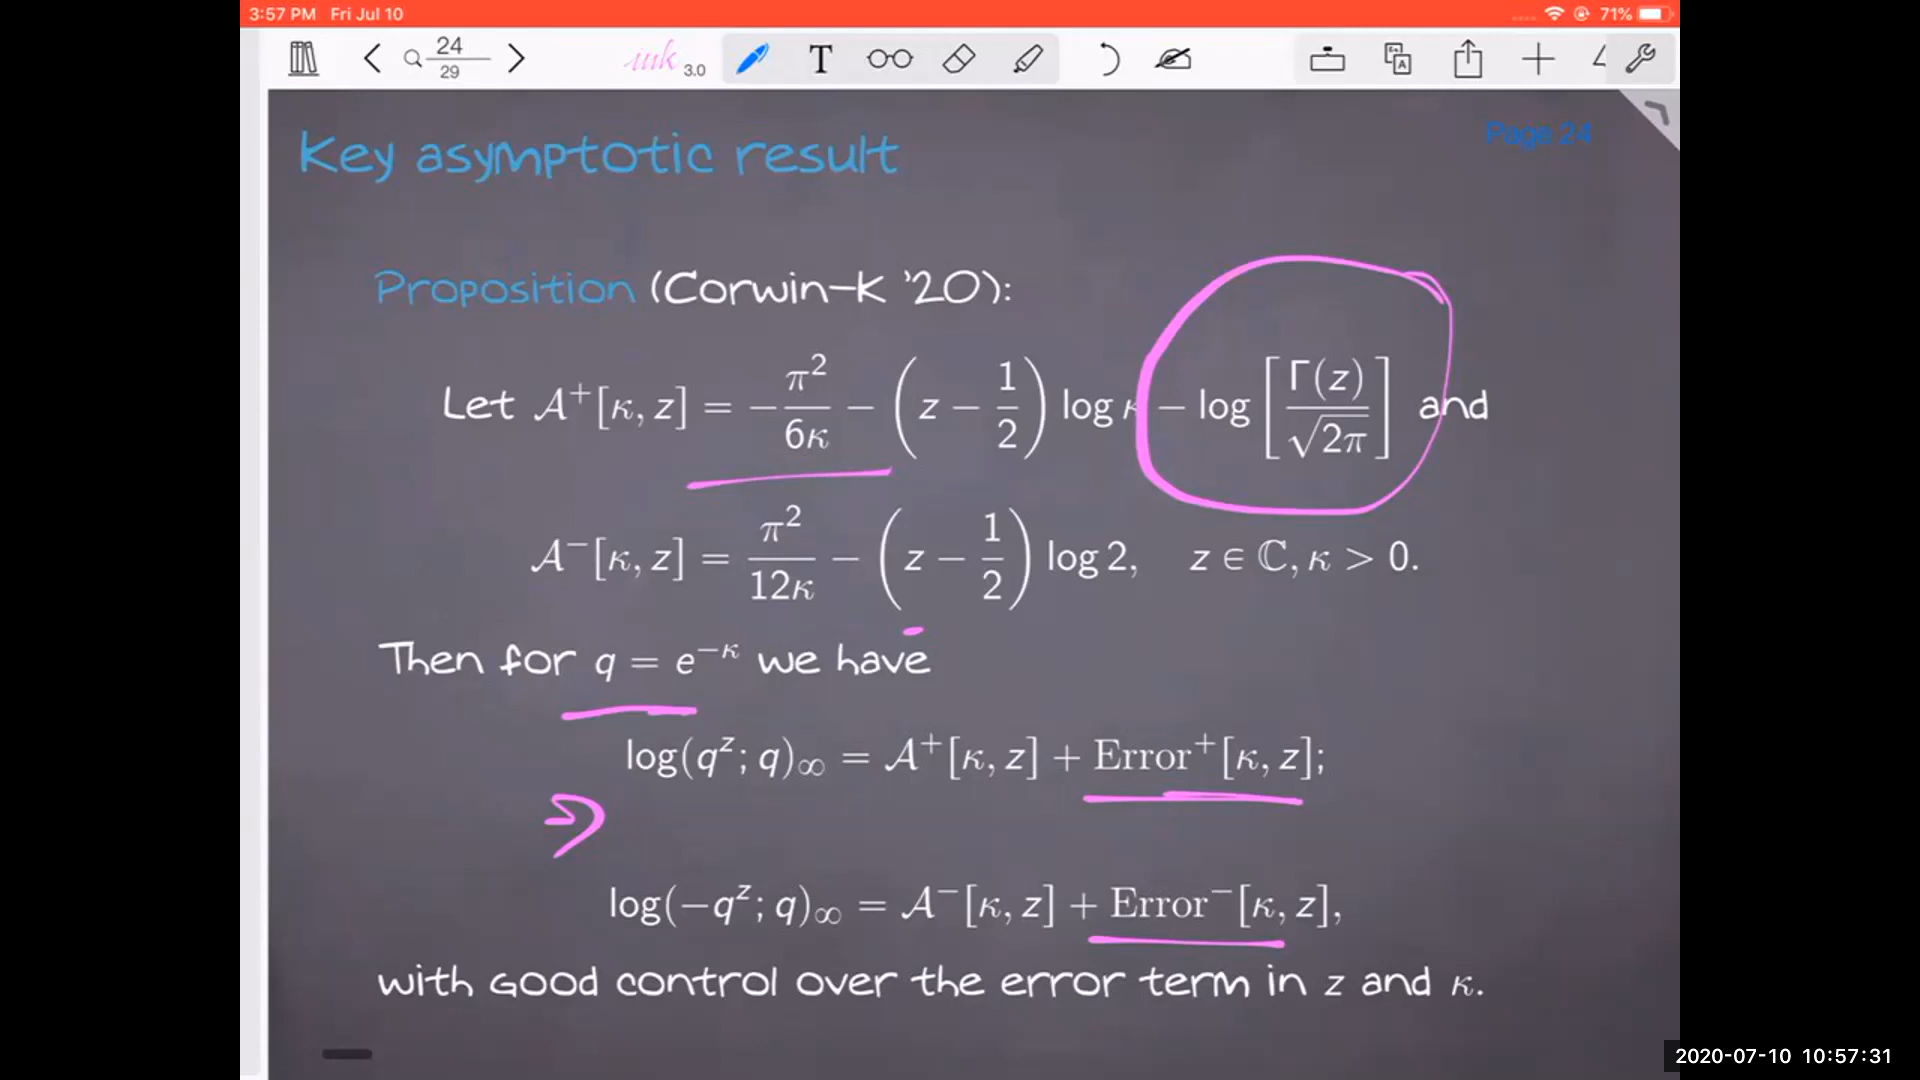 3:57 PM Fri Jul 10 71%
24
29
ink 3.0 T
Page 24
Key asymptotic result
Proposition (Corwin–K '20):
Let 𝒜⁺[κ, z] = −π²/6κ − (z − 1/2) log κ − log [Γ(z)/√2π] and
𝒜⁻[κ, z] = π²/12κ − (z − 1/2) log 2, z ∈ ℂ, κ > 0.
Then for q = e^{−κ} we have
log(q^z; q)_∞ = 𝒜⁺[κ, z] + Error⁺[κ, z];
log(−q^z; q)_∞ = 𝒜⁻[κ, z] + Error⁻[κ, z],
with good control over the error term in z and κ.
2020-07-10 10:57:31